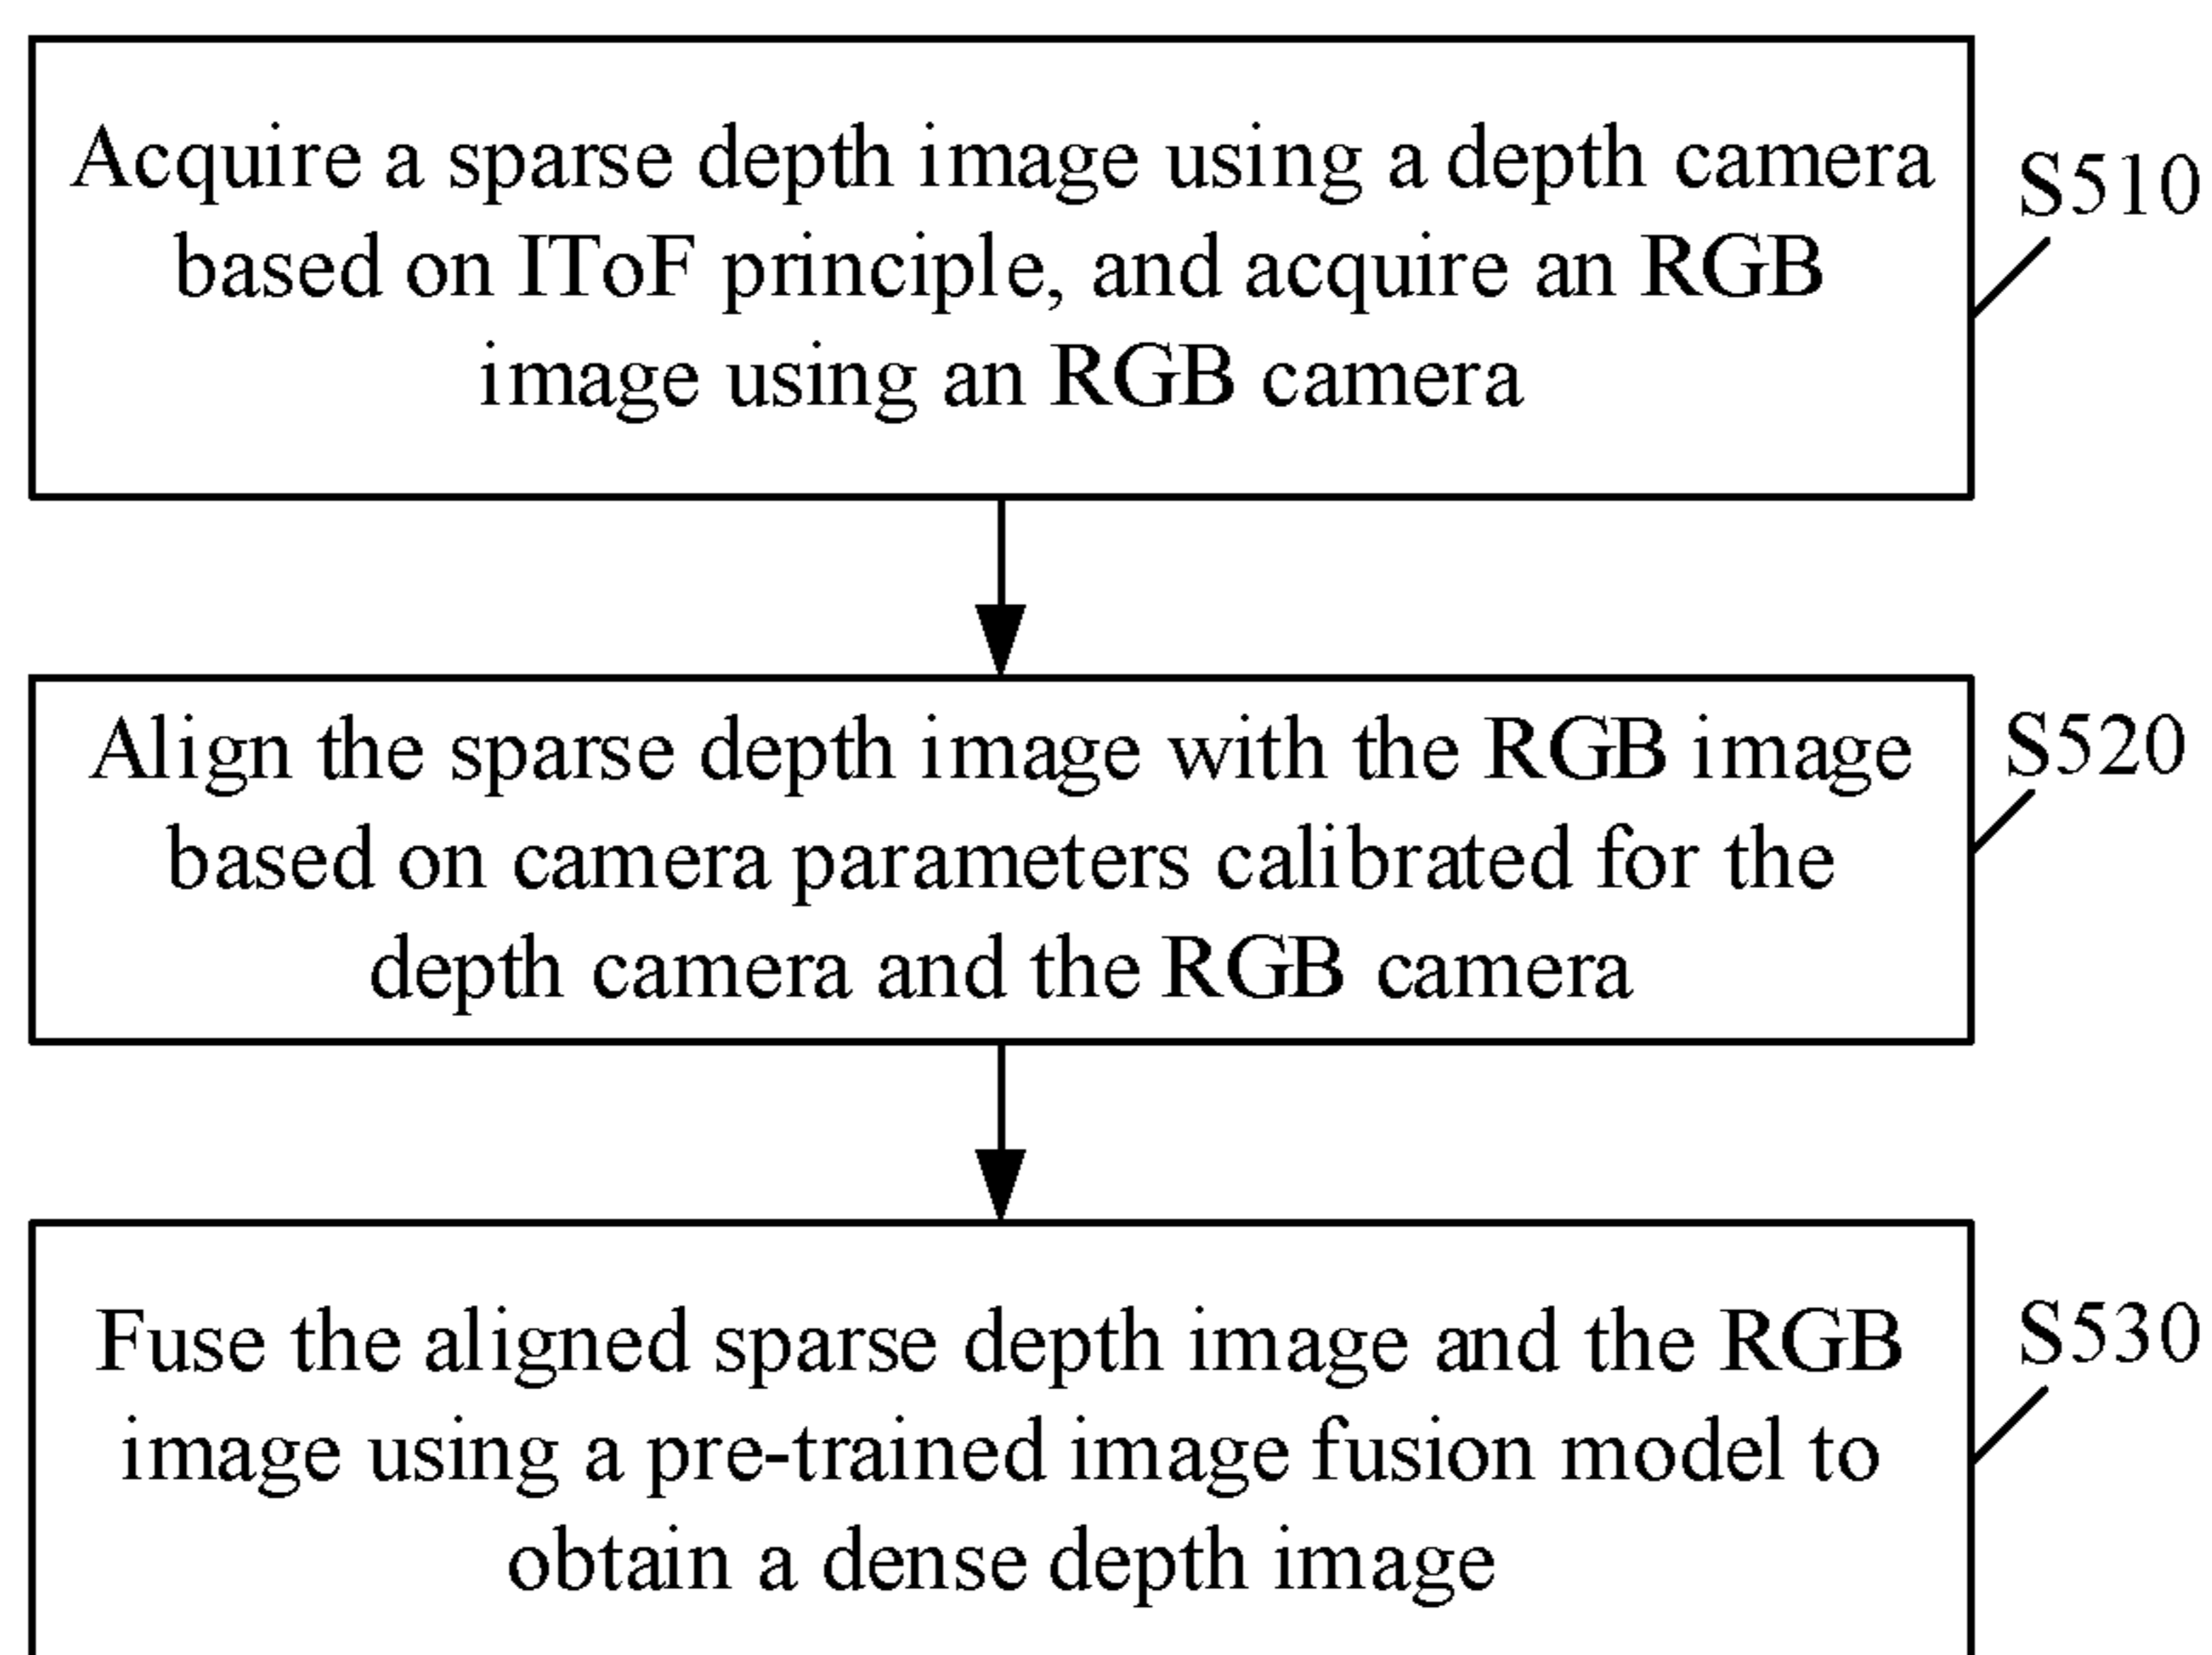 Acquire a sparse depth image using a depth camera
based on IToF principle, and acquire an RGB
image using an RGB camera
S510
Align the sparse depth image with the RGB image
based on camera parameters calibrated for the
depth camera and the RGB camera
S520
Fuse the aligned sparse depth image and the RGB
image using a pre-trained image fusion model to
obtain a dense depth image
S530